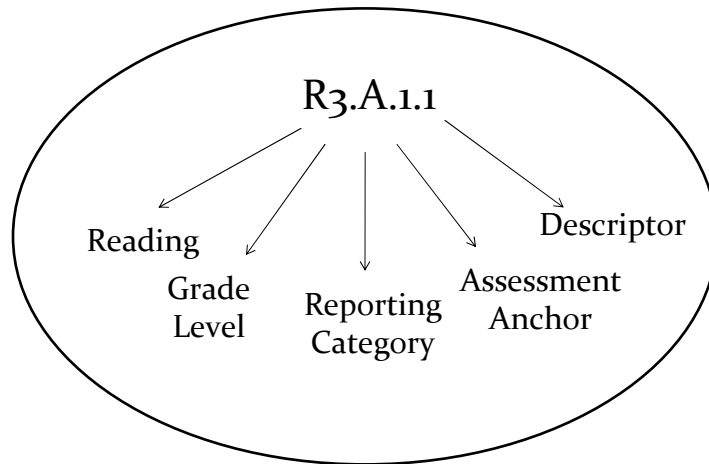 R3.A.1.1
Reading
Grade
Level
Reporting
Category
Assessment
Anchor
Descriptor